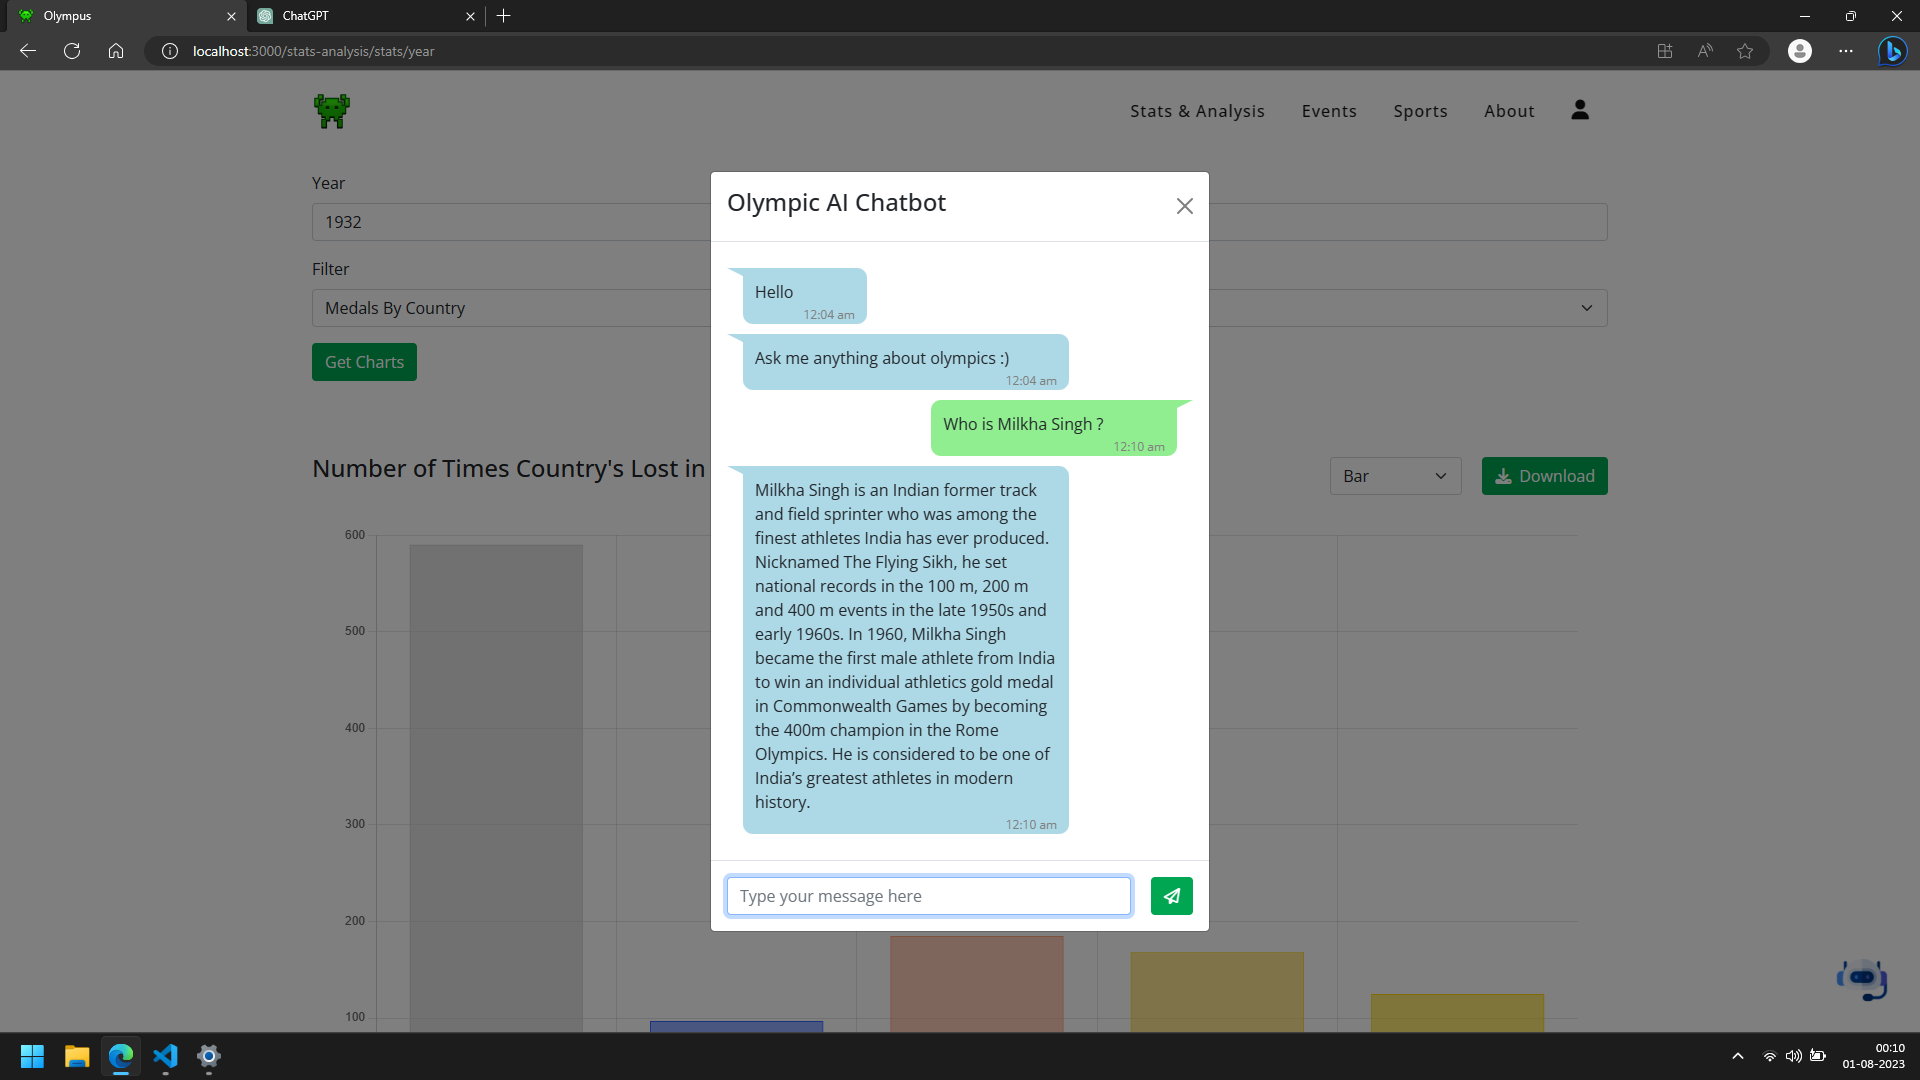 Olympus
ChatGPT
localhost:3000/stats-analysis/stats/year
Stats & Analysis
Events
Sports
About
Year
1932
Filter
Medals By Country
Get Charts
Number of Times Country's Lost in
Bar
Download
600
500
400
300
200
100
Olympic AI Chatbot
Hello
12:04 am
Ask me anything about olympics :)
12:04 am
Who is Milkha Singh ?
12:10 am
Milkha Singh is an Indian former track
and field sprinter who was among the
finest athletes India has ever produced.
Nicknamed The Flying Sikh, he set
national records in the 100 m, 200 m
and 400 m events in the late 1950s and
early 1960s. In 1960, Milkha Singh
became the first male athlete from India
to win an individual athletics gold medal
in Commonwealth Games by becoming
the 400m champion in the Rome
Olympics. He is considered to be one of
India’s greatest athletes in modern
history.
12:10 am
Type your message here
00:10
01-08-2023